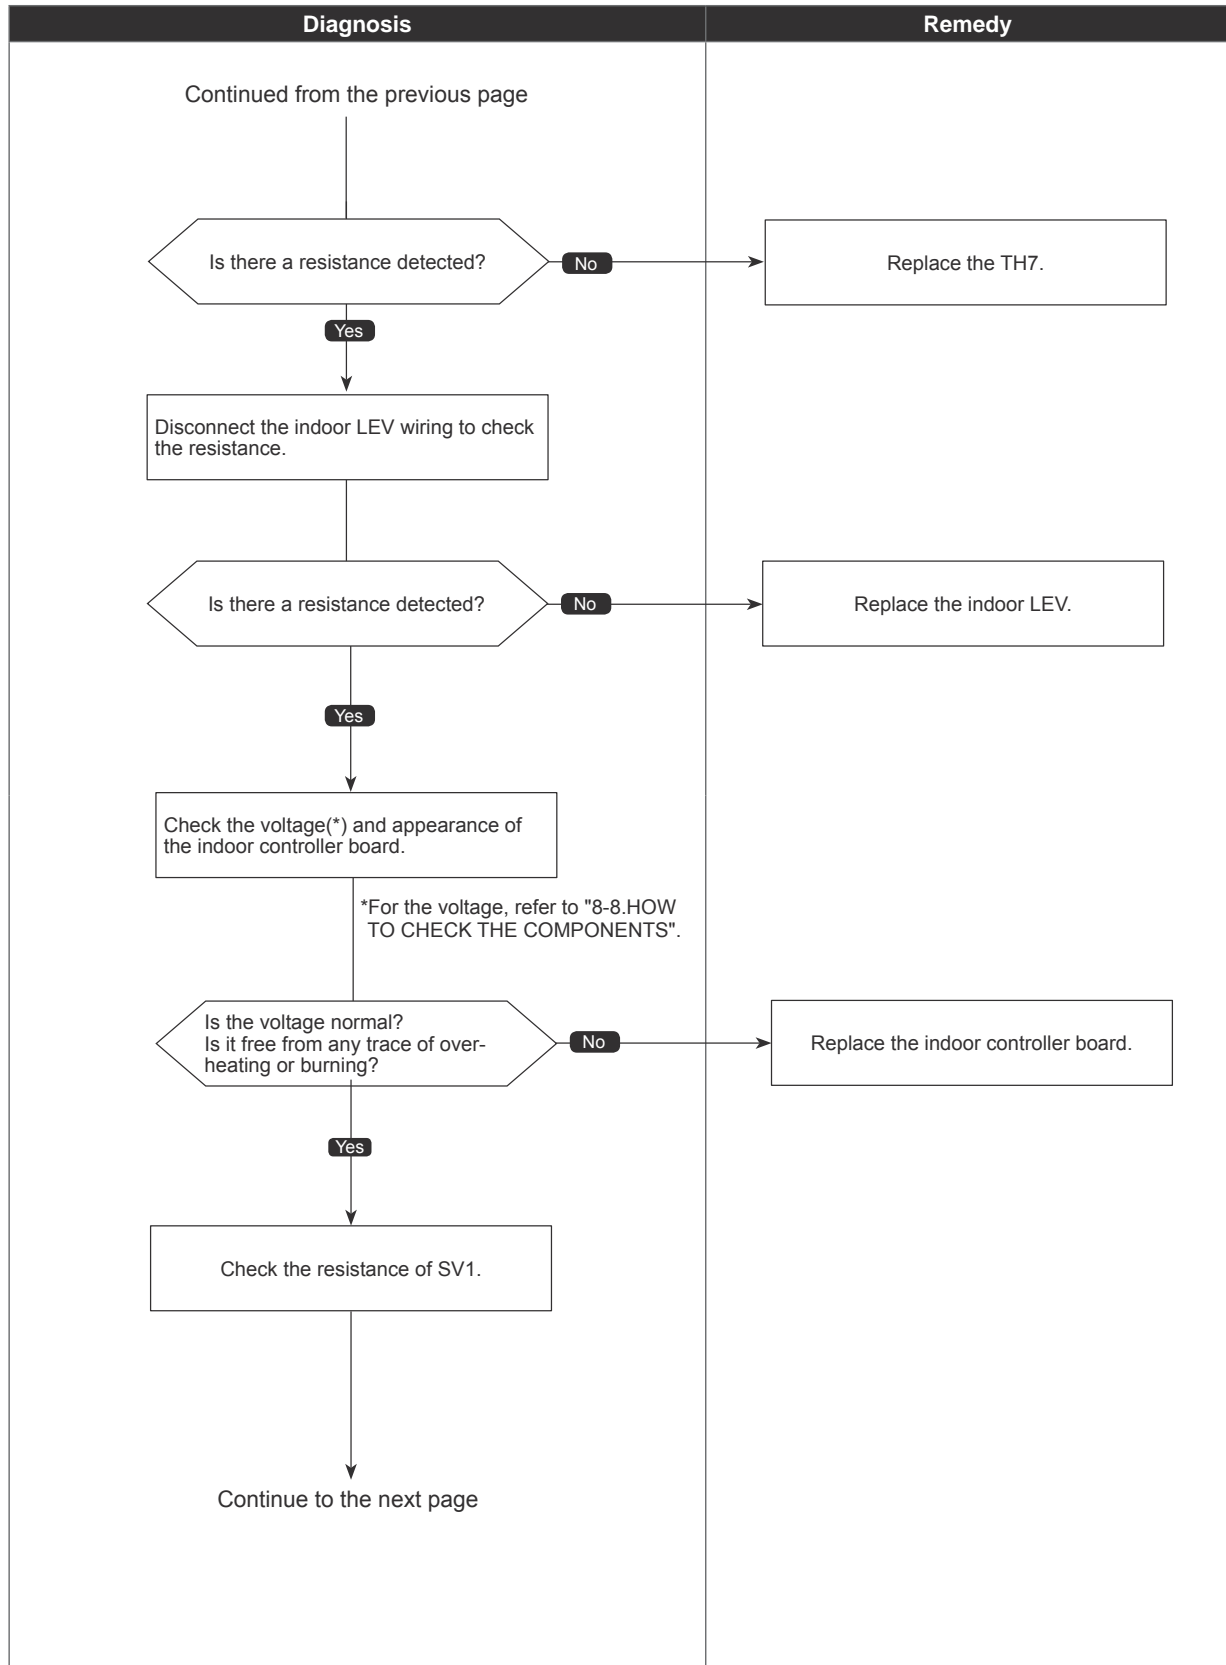 Diagnosis
Remedy
Continued from the previous page
Is there a resistance detected?
No
Replace the TH7.
Yes
Disconnect the indoor LEV wiring to check
the resistance.
Is there a resistance detected?
No
Replace the indoor LEV.
Yes
Check the voltage(*) and appearance of
the indoor controller board.
*For the voltage, refer to "8-8.HOW
TO CHECK THE COMPONENTS".
Is the voltage normal?
Is it free from any trace of over-
heating or burning?
No
Replace the indoor controller board.
Yes
Check the resistance of SV1.
Continue to the next page